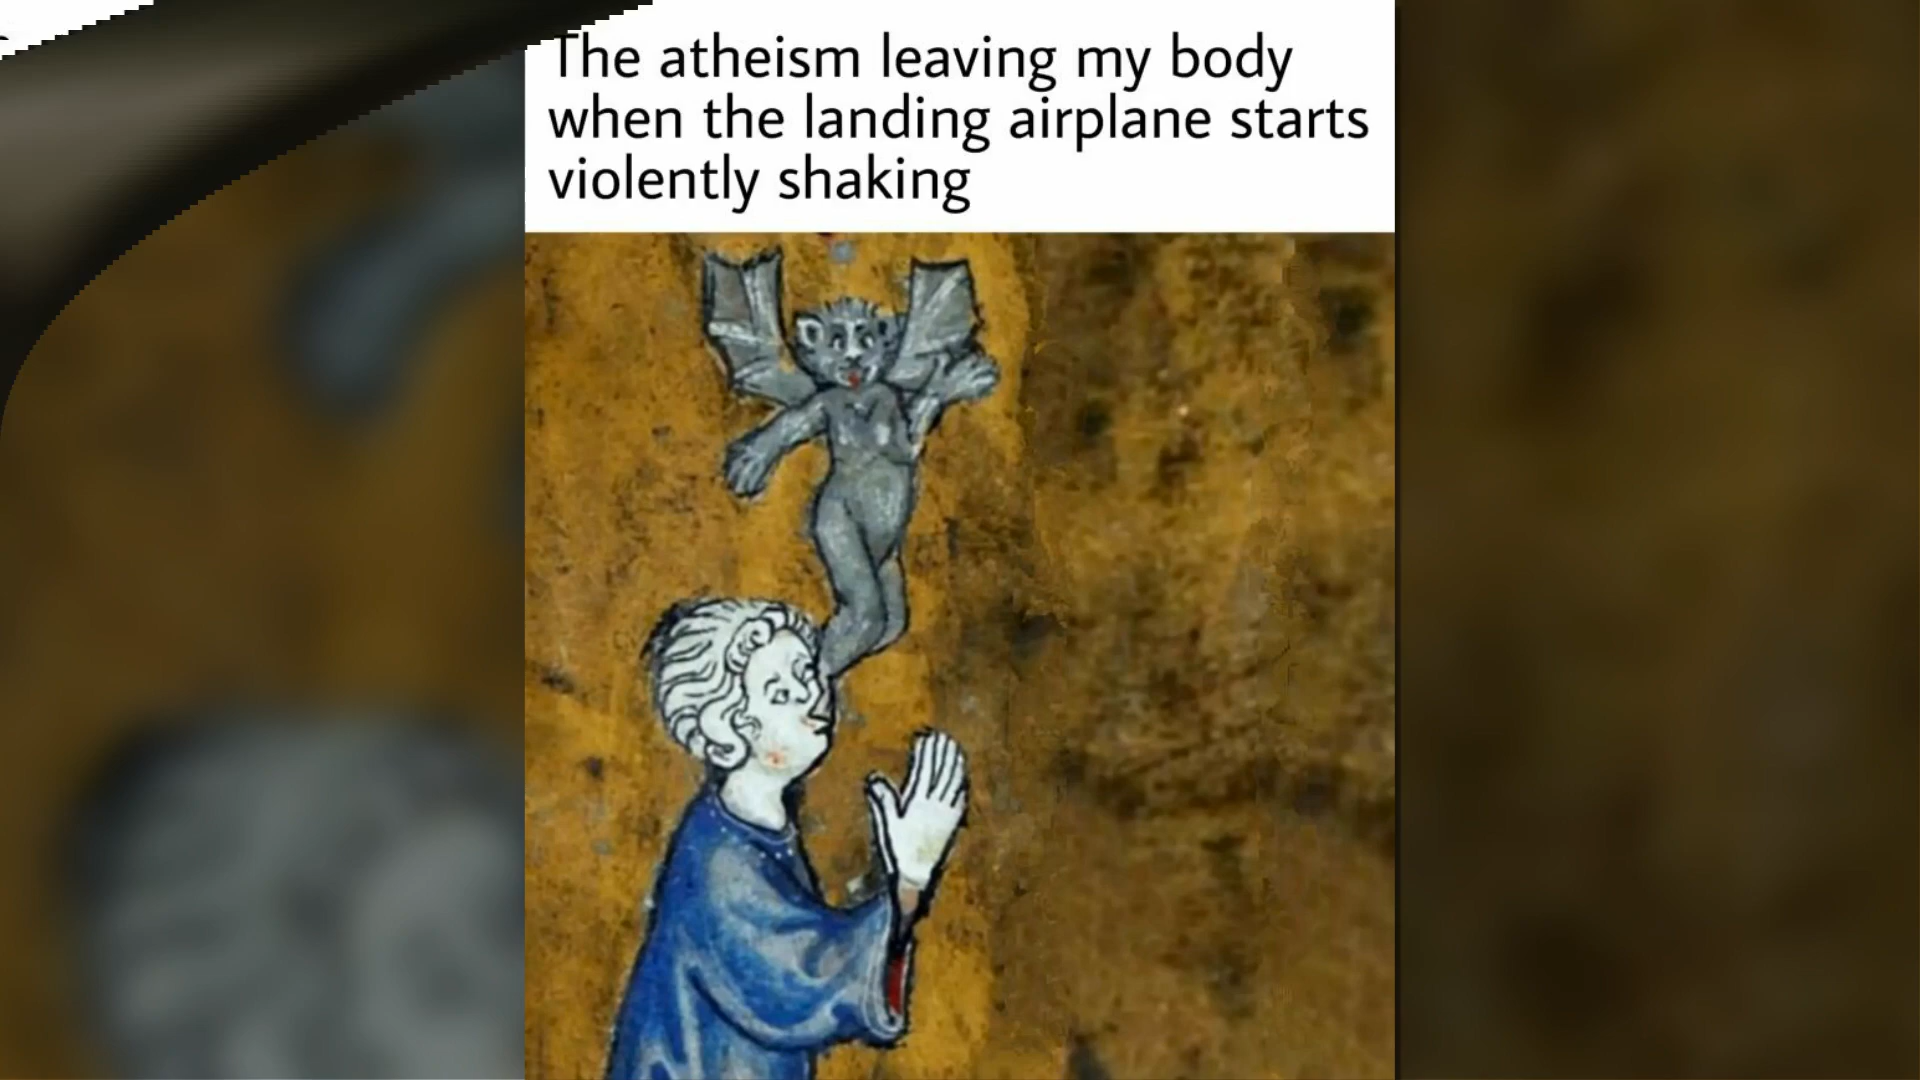 The atheism leaving my body
when the landing airplane starts
violently shaking